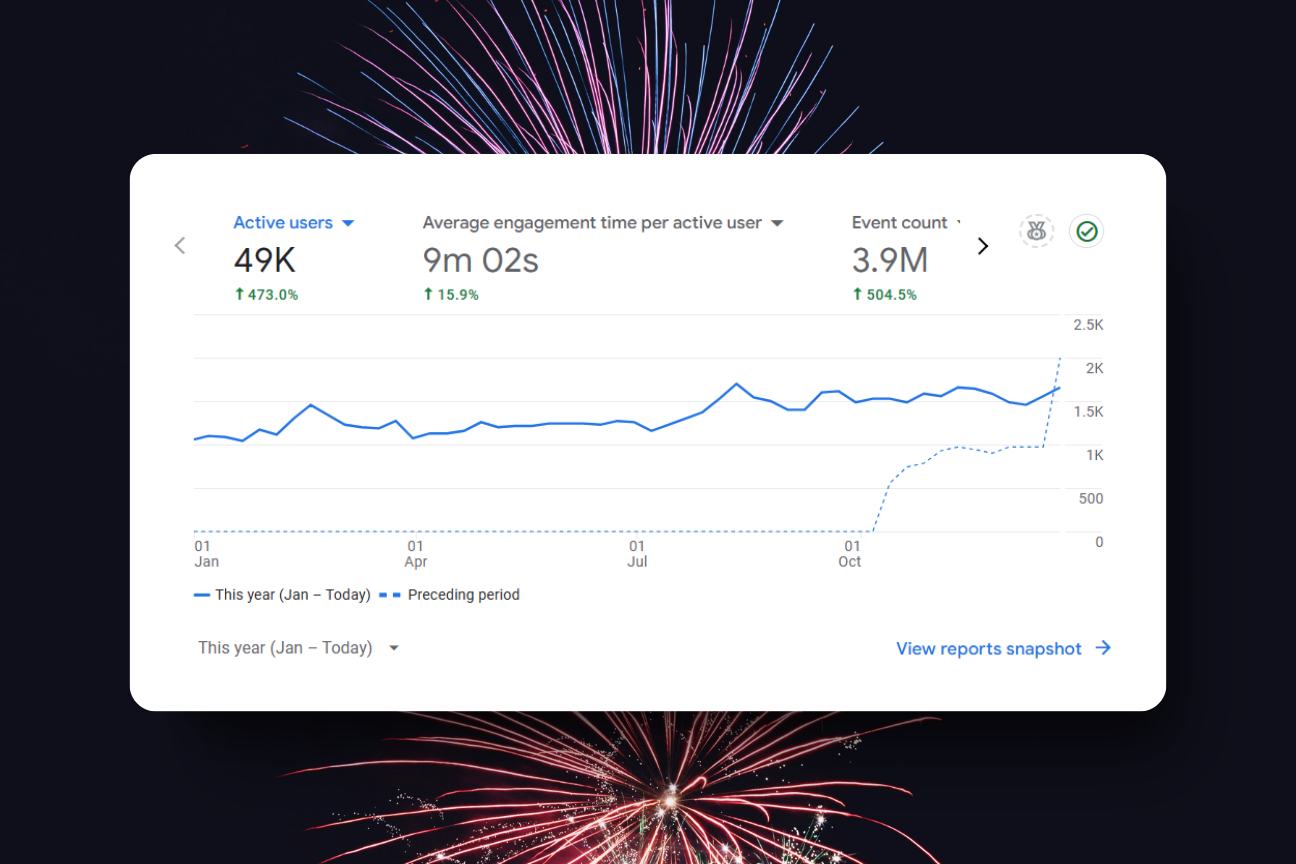 Active users
49K
↑ 473.0%
Average engagement time per active user
9m 02s
↑ 15.9%
Event count
3.9M
↑ 504.5%
2.5K
2K
1.5K
1K
500
0
01
Jan
01
Apr
01
Jul
01
Oct
This year (Jan – Today)
Preceding period
This year (Jan – Today)
View reports snapshot →